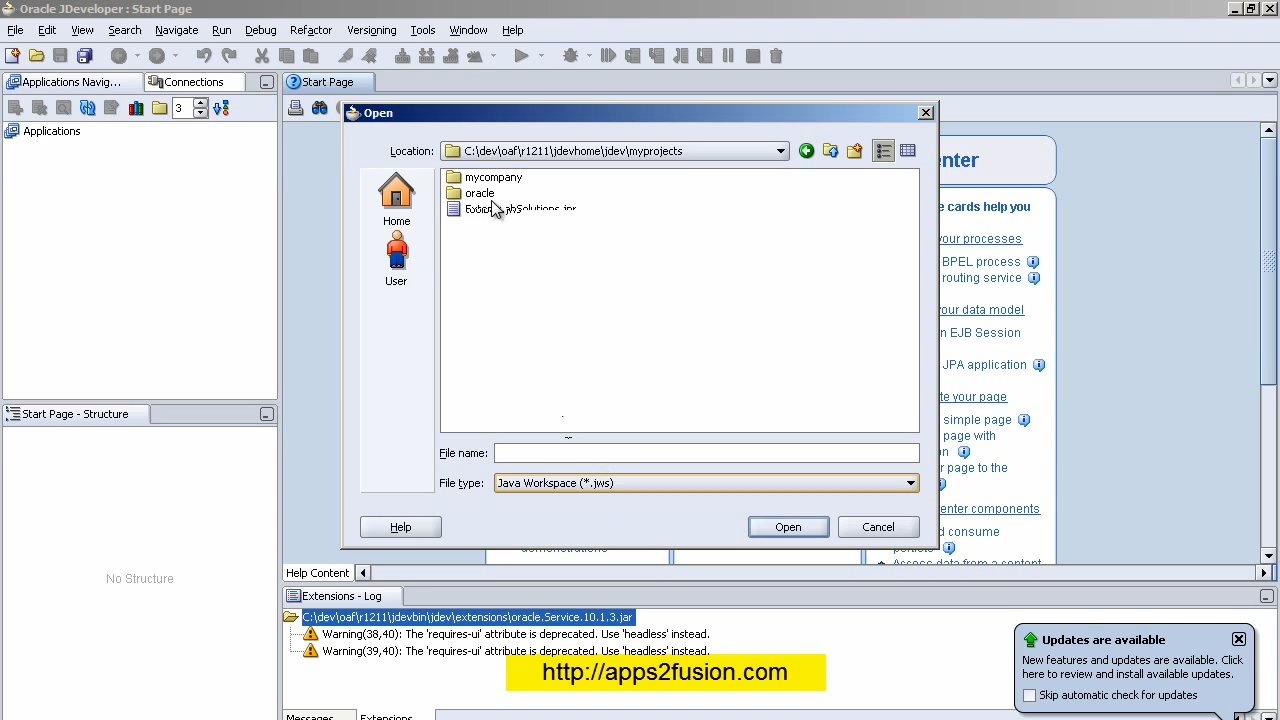 Oracle JDeveloper : Start Page
File Edit View Search Navigate Run Debug Refactor Versioning Tools Window Help
Applications Navig... Connections Start Page
3
Applications
Open
Location: C:\dev\oaf\r1211\jdevhome\jdev\myprojects
mycompany
oracle
Home
User
File name:
File type: Java Workspace (*.jws)
Help Open Cancel
enter
e cards help you
your processes
BPEL process
routing service
your data model
n EJB Session
JPA application
te your page
simple page
page with
n
page to the
enter components
d consume
Access data from a content
Start Page - Structure
No Structure
Help Content
Extensions - Log
C:\dev\oaf\r1211\jdevbin\jdev\extensions\oracle.Service.10.1.3.jar
Warning(38,40): The 'requires-ui' attribute is deprecated. Use 'headless' instead.
Warning(39,40): The 'requires-ui' attribute is deprecated. Use 'headless' instead.
http://apps2fusion.com
Messages Extensions
Updates are available
New features and updates are available. Click
here to review and install available updates.
Skip automatic check for updates